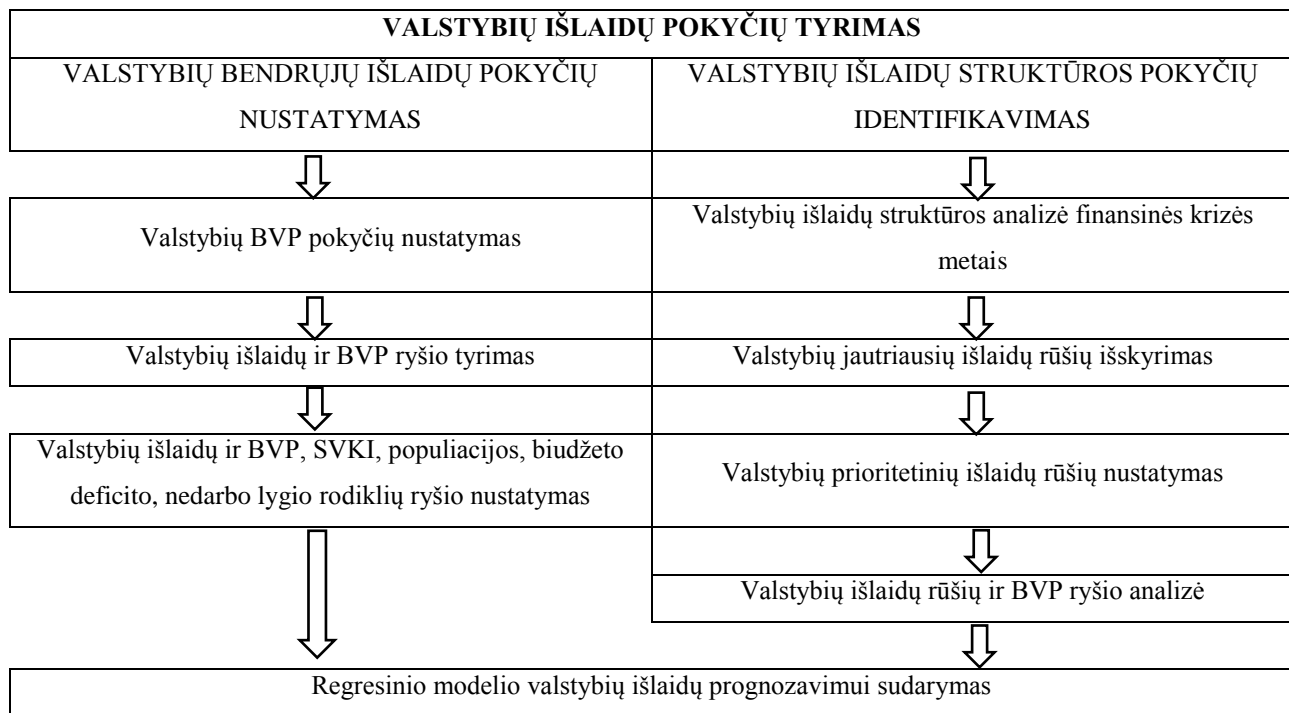 VALSTYBIŲ IŠLAIDŲ POKYČIŲ TYRIMAS
VALSTYBIŲ BENDRŲJŲ IŠLAIDŲ POKYČIŲ
NUSTATYMAS
VALSTYBIŲ IŠLAIDŲ STRUKTŪROS POKYČIŲ
IDENTIFIKAVIMAS
Valstybių BVP pokyčių nustatymas
Valstybių išlaidų struktūros analizė finansinės krizės
metais
Valstybių išlaidų ir BVP ryšio tyrimas
Valstybių jautriausių išlaidų rūšių išskyrimas
Valstybių išlaidų ir BVP, SVKI, populiacijos, biudžeto
deficito, nedarbo lygio rodiklių ryšio nustatymas
Valstybių prioritetinių išlaidų rūšių nustatymas
Valstybių išlaidų rūšių ir BVP ryšio analizė
Regresinio modelio valstybių išlaidų prognozavimui sudarymas